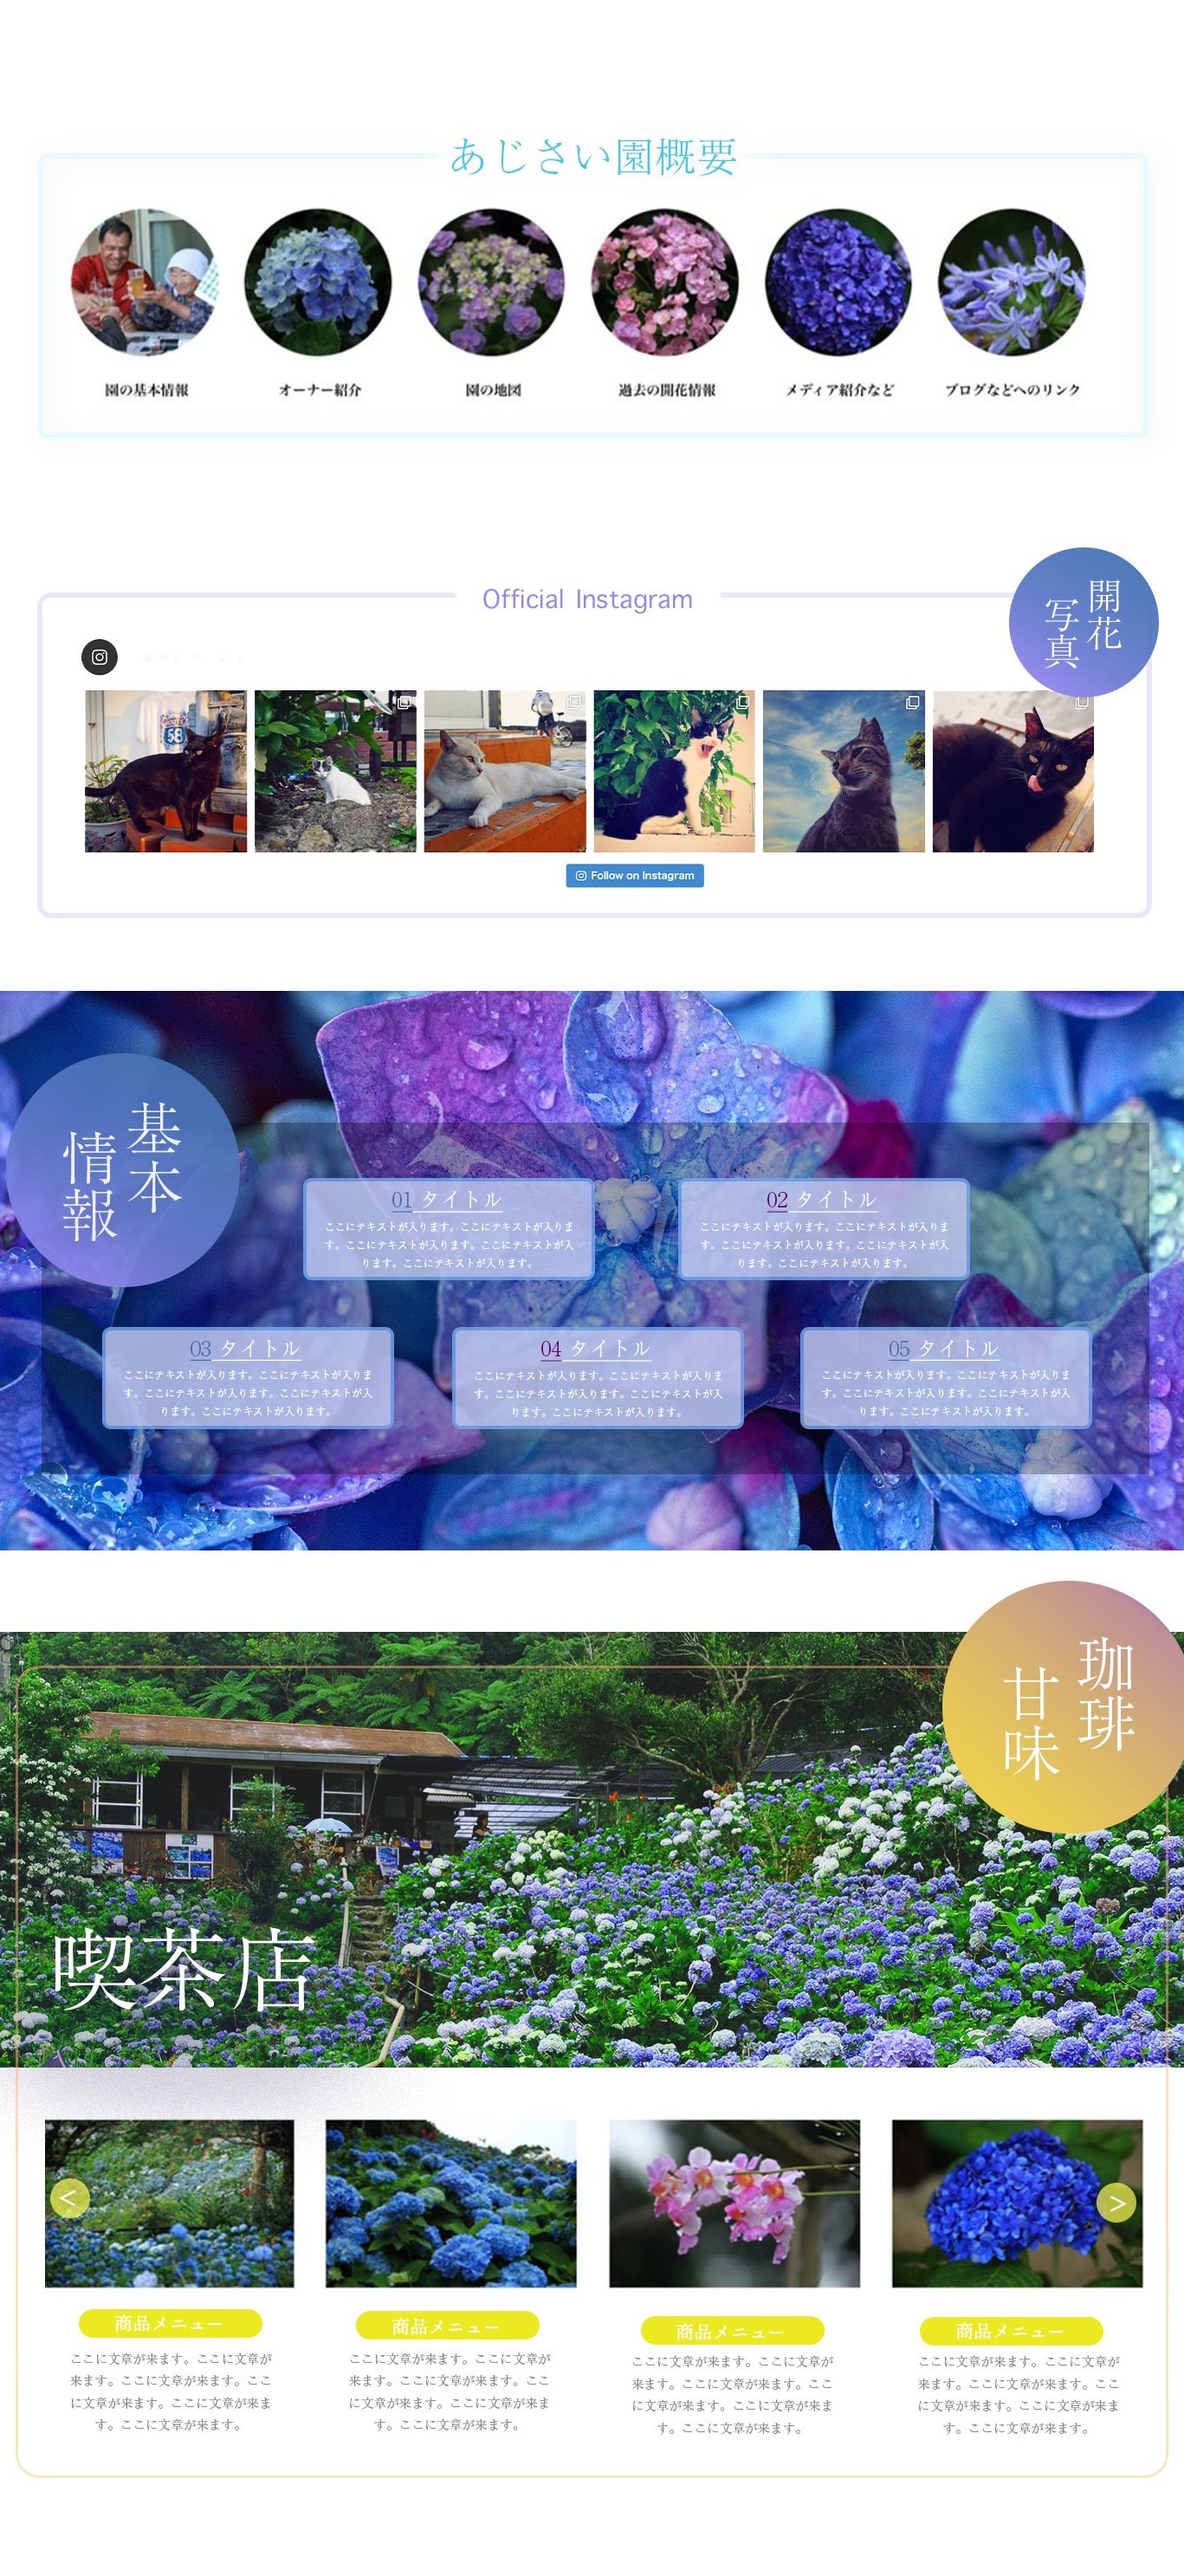 あじさい園概要
園の基本情報
オーナー紹介
園の地図
過去の開花情報
メディア紹介など
ブログなどへのリンク
Official Instagram
開花
写真
58
Follow on Instagram
基本
情報
01 タイトル
ここにテキストが入ります。ここにテキストが入りま
す。ここにテキストが入ります。ここにテキストが入
ります。ここにテキストが入ります。
02 タイトル
ここにテキストが入ります。ここにテキストが入りま
す。ここにテキストが入ります。ここにテキストが入
ります。ここにテキストが入ります。
03 タイトル
ここにテキストが入ります。ここにテキストが入りま
す。ここにテキストが入ります。ここにテキストが入
ります。ここにテキストが入ります。
04 タイトル
ここにテキストが入ります。ここにテキストが入りま
す。ここにテキストが入ります。ここにテキストが入
ります。ここにテキストが入ります。
05 タイトル
ここにテキストが入ります。ここにテキストが入りま
す。ここにテキストが入ります。ここにテキストが入
ります。ここにテキストが入ります。
珈琲
甘味
喫茶店
<
>
商品メニュー
ここに文章が来ます。ここに文章が
来ます。ここに文章が来ます。ここ
に文章が来ます。ここに文章が来ま
す。ここに文章が来ます。
商品メニュー
ここに文章が来ます。ここに文章が
来ます。ここに文章が来ます。ここ
に文章が来ます。ここに文章が来ま
す。ここに文章が来ます。
商品メニュー
ここに文章が来ます。ここに文章が
来ます。ここに文章が来ます。ここ
に文章が来ます。ここに文章が来ま
す。ここに文章が来ます。
商品メニュー
ここに文章が来ます。ここに文章が
来ます。ここに文章が来ます。ここ
に文章が来ます。ここに文章が来ま
す。ここに文章が来ます。